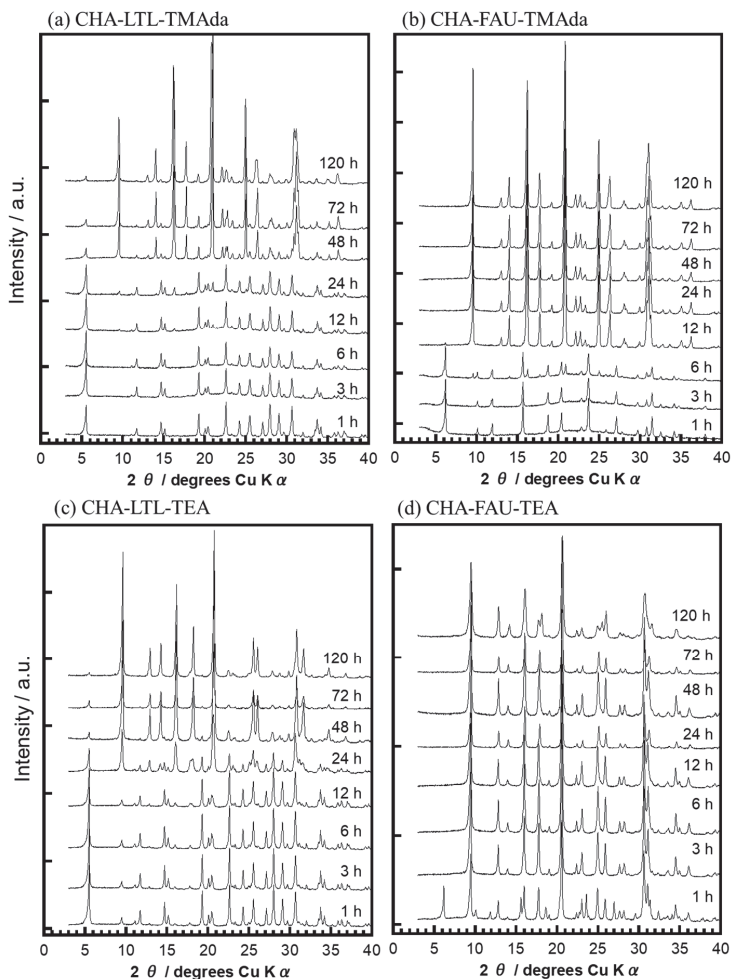 (a) CHA-LTL-TMAda
Intensity / a.u.
120 h
72 h
48 h
24 h
12 h
6 h
3 h
1 h
0 5 10 15 20 25 30 35 40
2 θ / degrees Cu K α
(b) CHA-FAU-TMAda
120 h
72 h
48 h
24 h
12 h
6 h
3 h
1 h
0 5 10 15 20 25 30 35 40
2 θ / degrees Cu K α
(c) CHA-LTL-TEA
Intensity / a.u.
120 h
72 h
48 h
24 h
12 h
6 h
3 h
1 h
0 5 10 15 20 25 30 35 40
2 θ / degrees Cu K α
(d) CHA-FAU-TEA
120 h
72 h
48 h
24 h
12 h
6 h
3 h
1 h
0 5 10 15 20 25 30 35 40
2 θ / degrees Cu K α